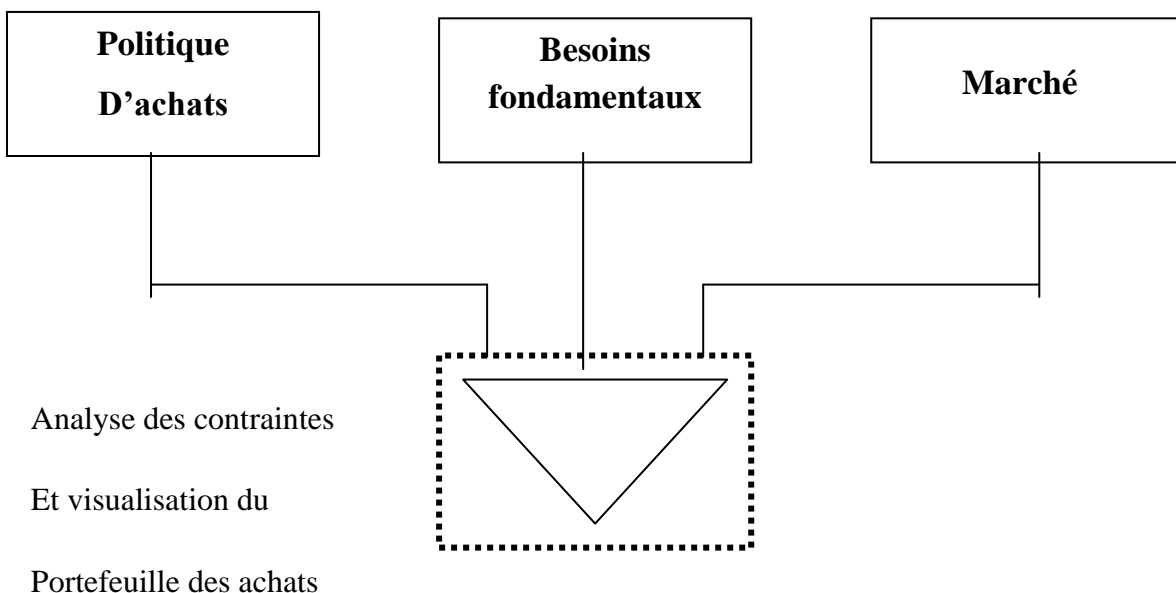 Politique
D’achats
Besoins
fondamentaux
Marché
Analyse des contraintes
Et visualisation du
Portefeuille des achats